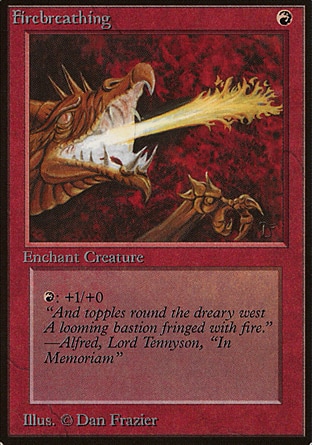 Firebreathing
Enchant Creature
: +1/+0
"And topples round the dreary west
A looming bastion fringed with fire."
—Alfred, Lord Tennyson, "In
Memoriam"
Illus. © Dan Frazier